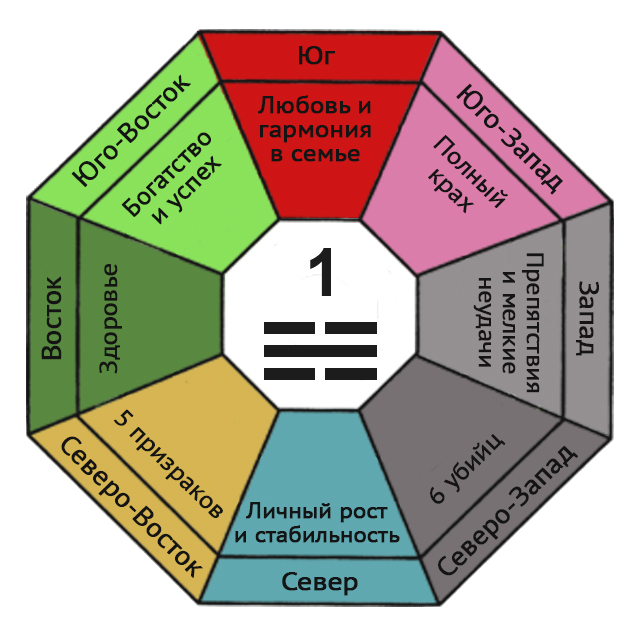 Юг
Любовь и
гармония
в семье
Юго-Запад
Полный
крах
Запад
Препятствия
и мелкие
неудачи
Северо-Запад
6 убийц
Север
Личный рост
и стабильность
Северо-Восток
5 призраков
Восток
Здоровье
Юго-Восток
Богатство
и успех
1